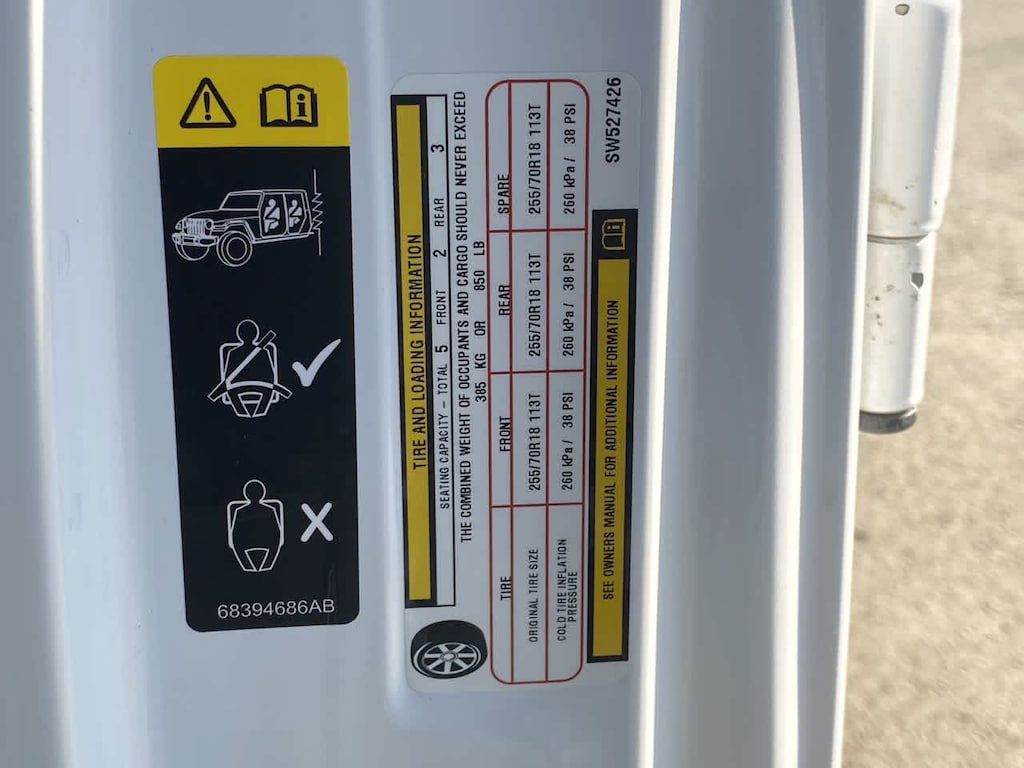 68394686AB
TIRE AND LOADING INFORMATION
SEATING CAPACITY – TOTAL 5 FRONT 2 REAR 3
THE COMBINED WEIGHT OF OCCUPANTS AND CARGO SHOULD NEVER EXCEED
385 KG OR 850 LB
TIRE FRONT REAR SPARE
ORIGINAL TIRE SIZE 255/70R18 113T 255/70R18 113T 255/70R18 113T
COLD TIRE INFLATION
PRESSURE 260 kPa / 38 PSI 260 kPa / 38 PSI 260 kPa / 38 PSI
SEE OWNERS MANUAL FOR ADDITIONAL INFORMATION
SW527426